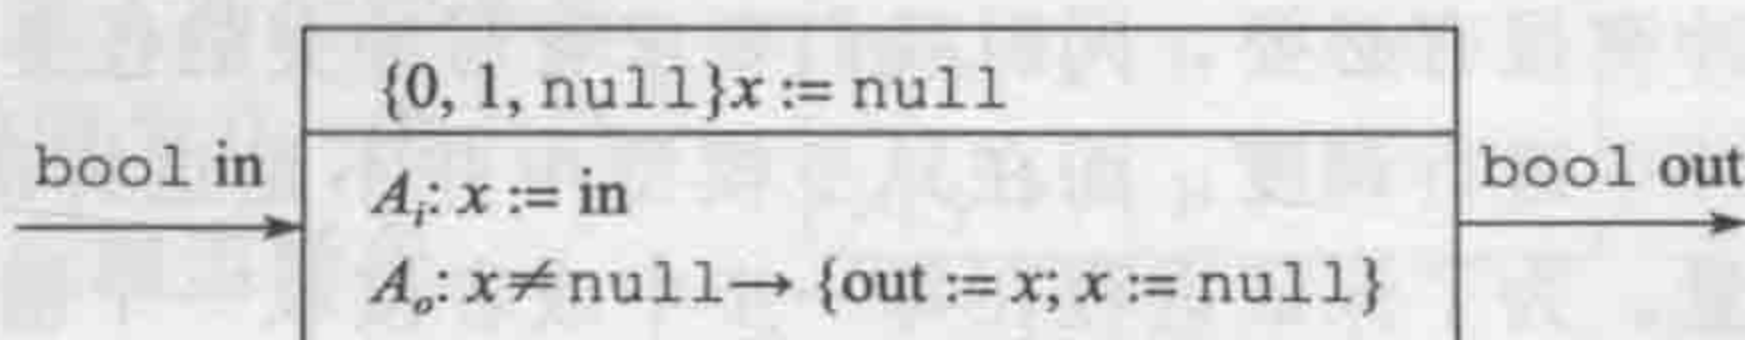 {0, 1, null}x := null
bool in
A_i: x := in
A_o: x≠null→ {out := x; x := null}
bool out